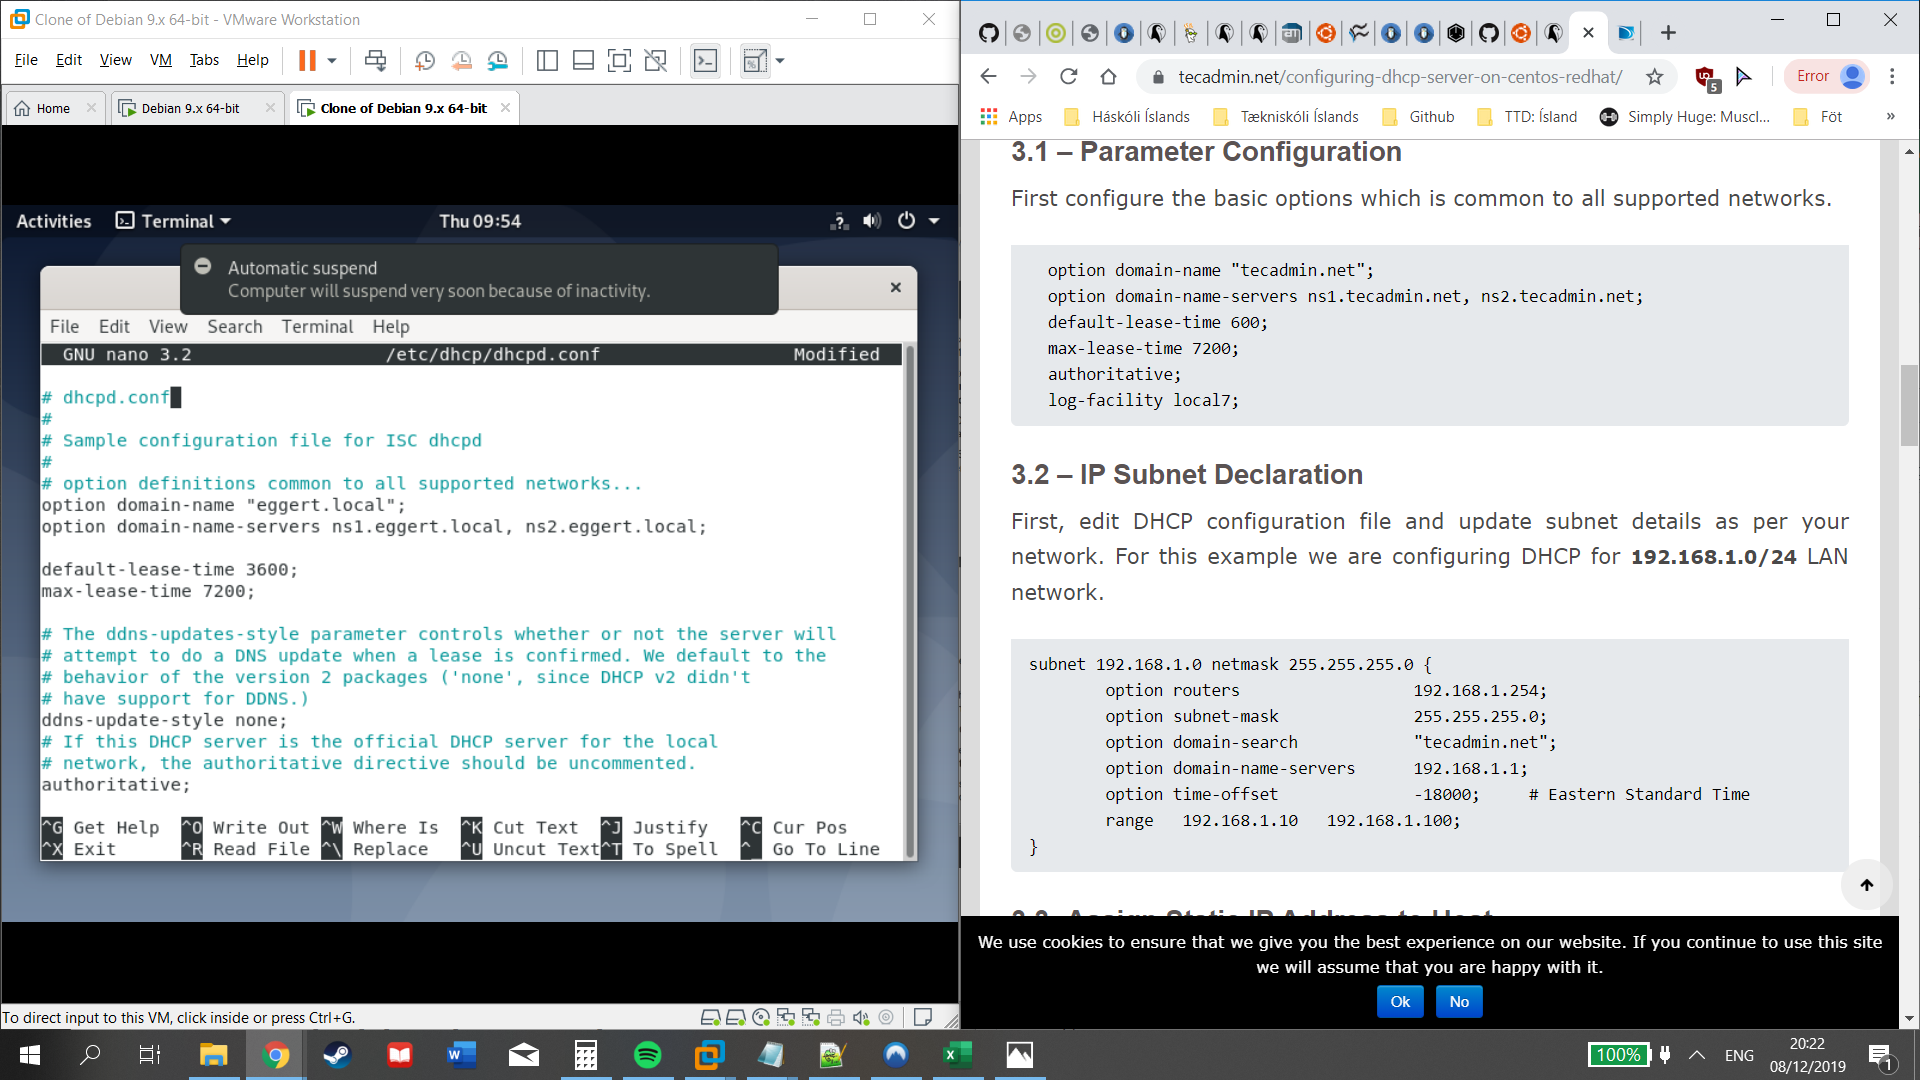 Clone of Debian 9.x 64-bit - VMware Workstation
File Edit View VM Tabs Help
Home
Debian 9.x 64-bit
Clone of Debian 9.x 64-bit
Activities
Terminal
Thu 09:54
Automatic suspend
Computer will suspend very soon because of inactivity.
File Edit View Search Terminal Help
GNU nano 3.2 /etc/dhcp/dhcpd.conf Modified
# dhcpd.conf
#
# Sample configuration file for ISC dhcpd
#
# option definitions common to all supported networks...
option domain-name "eggert.local";
option domain-name-servers ns1.eggert.local, ns2.eggert.local;
default-lease-time 3600;
max-lease-time 7200;
# The ddns-updates-style parameter controls whether or not the server will
# attempt to do a DNS update when a lease is confirmed. We default to the
# behavior of the version 2 packages ('none', since DHCP v2 didn't
# have support for DDNS.)
ddns-update-style none;
# If this DHCP server is the official DHCP server for the local
# network, the authoritative directive should be uncommented.
authoritative;
^G Get Help ^O Write Out ^W Where Is ^K Cut Text ^J Justify ^C Cur Pos
^X Exit ^R Read File ^\ Replace ^U Uncut Text ^T To Spell ^_ Go To Line
To direct input to this VM, click inside or press Ctrl+G.
tecadmin.net/configuring-dhcp-server-on-centos-redhat/
5
Error
Apps
Háskóli Íslands
Tækniskóli Íslands
Github
TTD: Ísland
Simply Huge: Muscl...
Föt
»
3.1 – Parameter Configuration
First configure the basic options which is common to all supported networks.
option domain-name "tecadmin.net";
option domain-name-servers ns1.tecadmin.net, ns2.tecadmin.net;
default-lease-time 600;
max-lease-time 7200;
authoritative;
log-facility local7;
3.2 – IP Subnet Declaration
First, edit DHCP configuration file and update subnet details as per your
network. For this example we are configuring DHCP for 192.168.1.0/24 LAN
network.
subnet 192.168.1.0 netmask 255.255.255.0 {
option routers 192.168.1.254;
option subnet-mask 255.255.255.0;
option domain-search "tecadmin.net";
option domain-name-servers 192.168.1.1;
option time-offset -18000; # Eastern Standard Time
range 192.168.1.10 192.168.1.100;
}
3.3- Assign Static IP Address to Host
We use cookies to ensure that we give you the best experience on our website. If you continue to use this site
we will assume that you are happy with it.
Ok
No
100%
ENG
20:22
08/12/2019
1